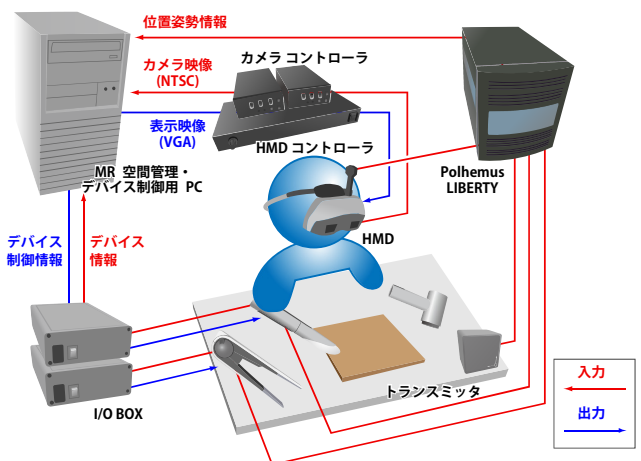 位置姿勢情報
カメラ コントローラ
カメラ映像
(NTSC)
表示映像
(VGA)
HMD コントローラ
MR 空間管理・
デバイス制御用 PC
Polhemus
LIBERTY
HMD
デバイス
制御情報
デバイス
情報
I/O BOX
トランスミッタ
入力
出力